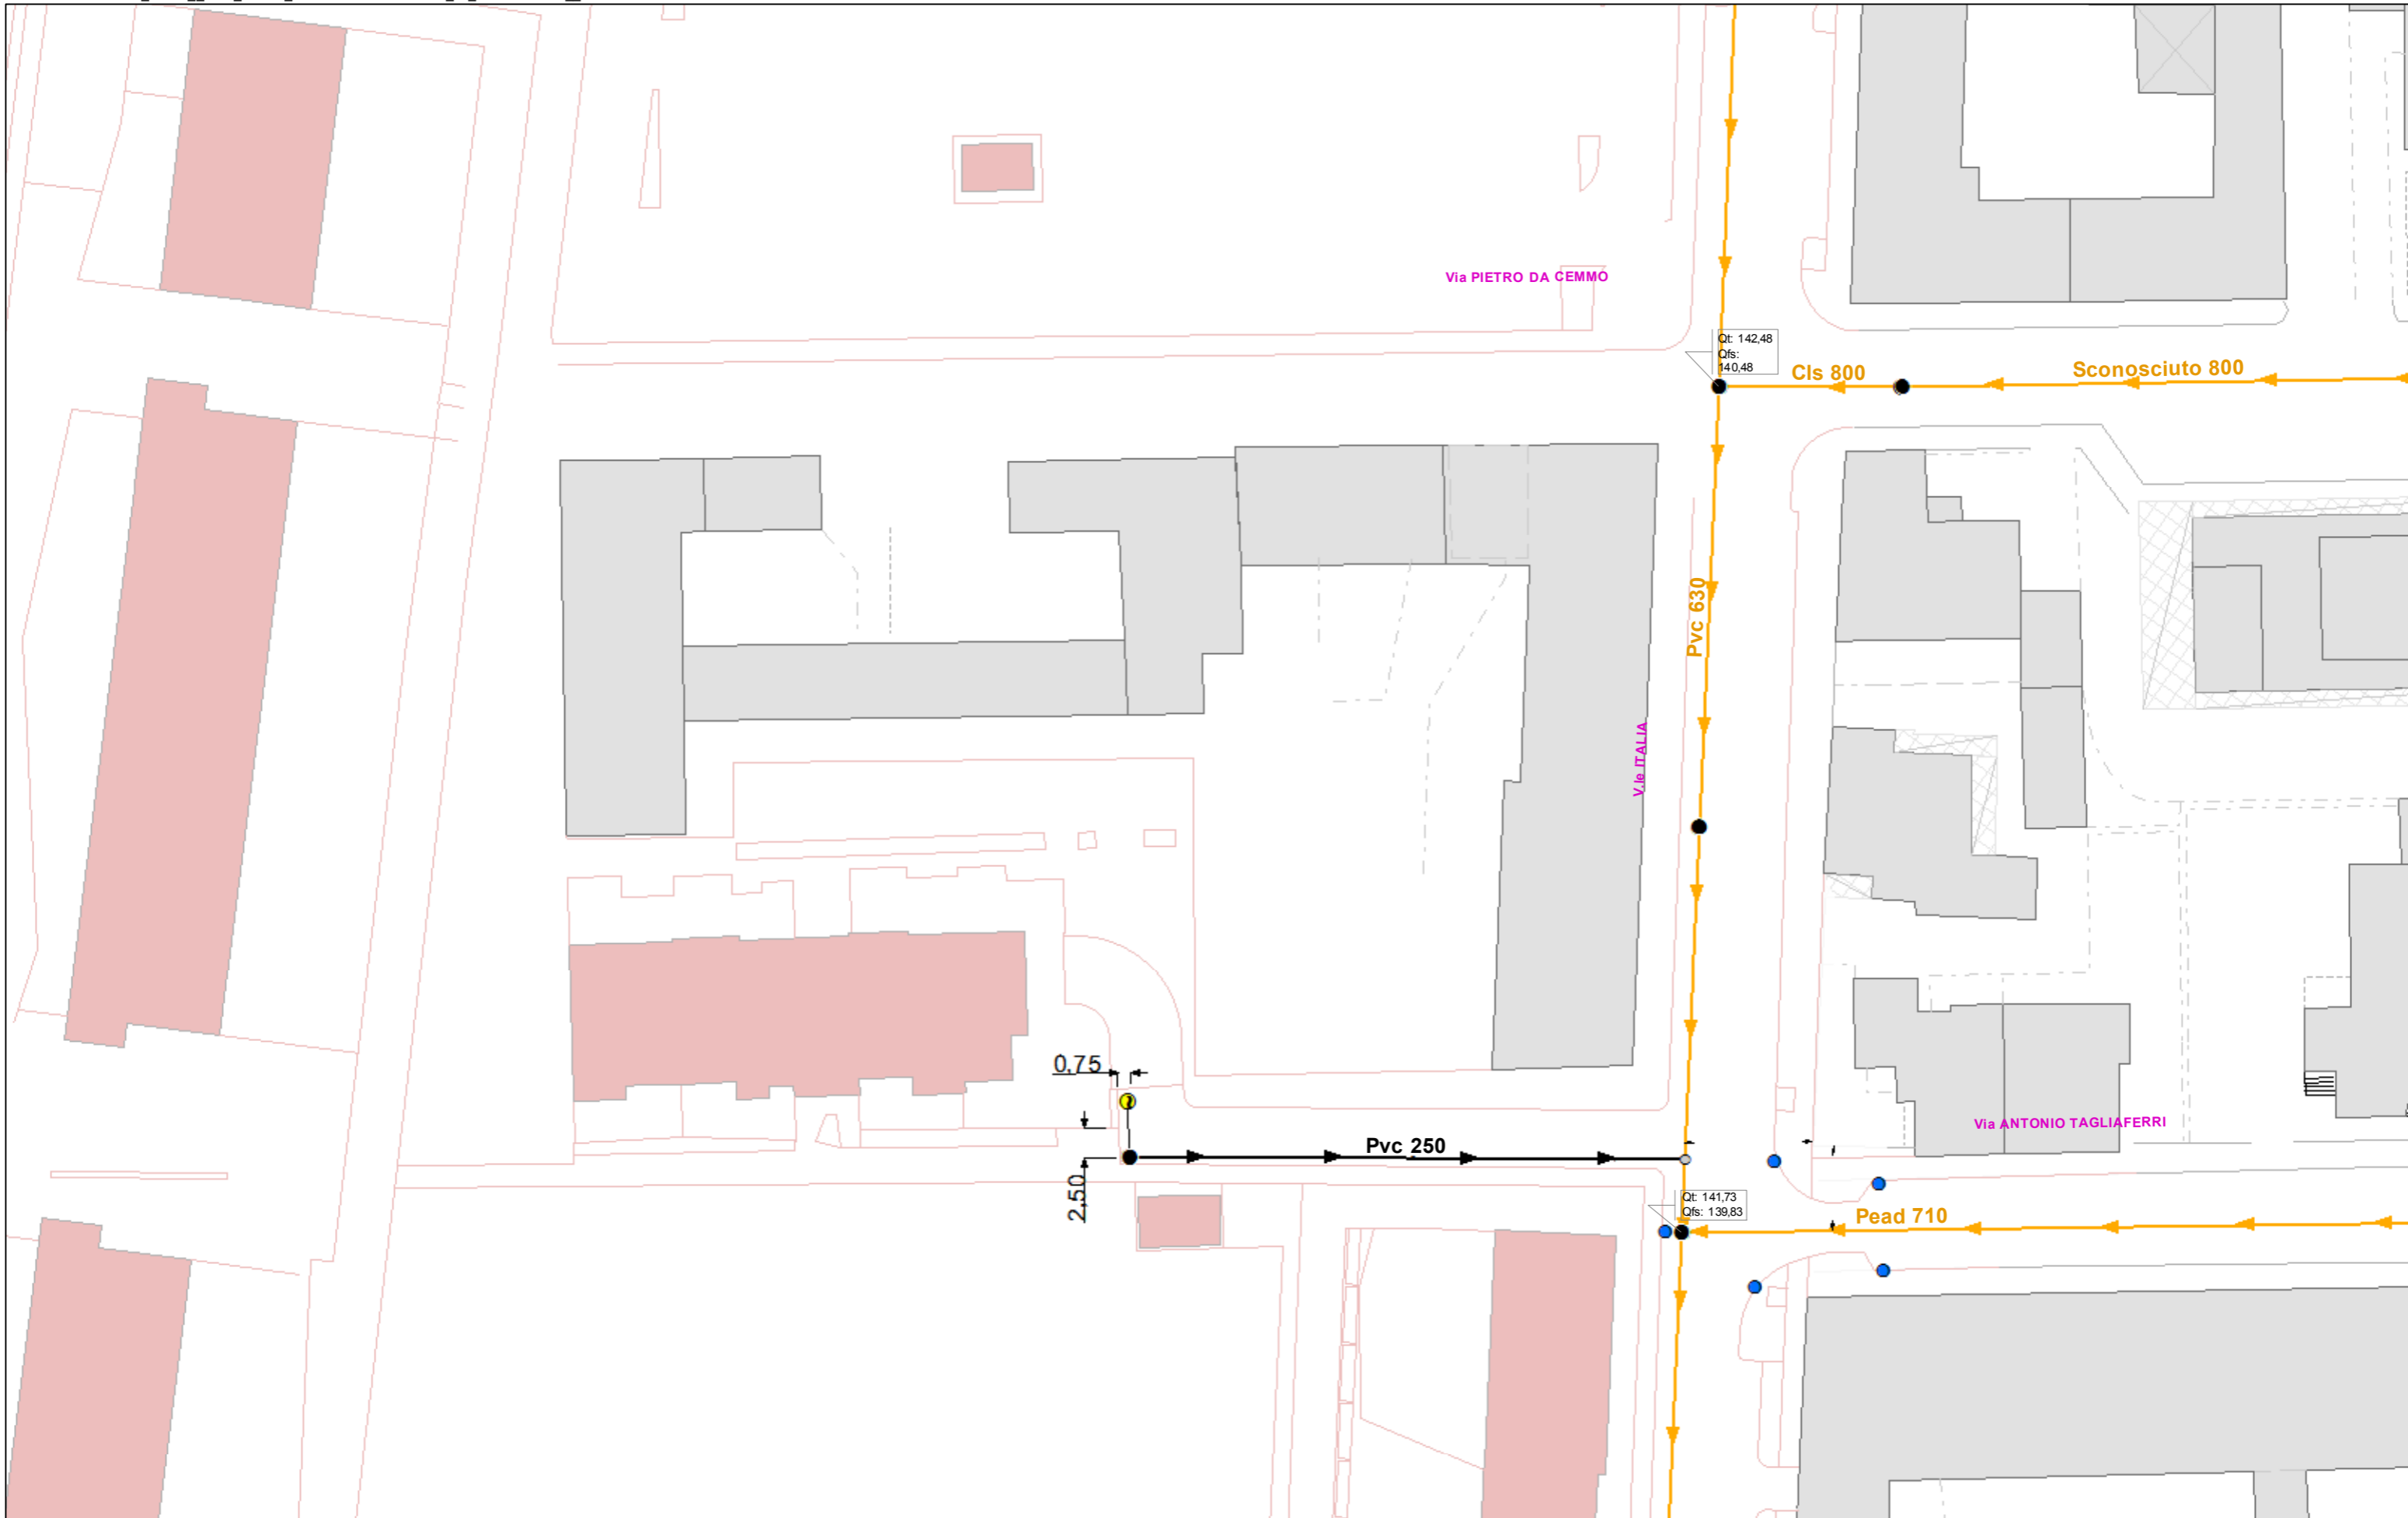 Via PIETRO DA CEMMO
Qt: 142,48
Qfs:
140,48
Cls 800
Sconosciuto 800
Pvc 630
V.le ITALIA
0,75
Via ANTONIO TAGLIAFERRI
Pvc 250
2,50
Qt: 141,73
Qfs: 139,83
Pead 710